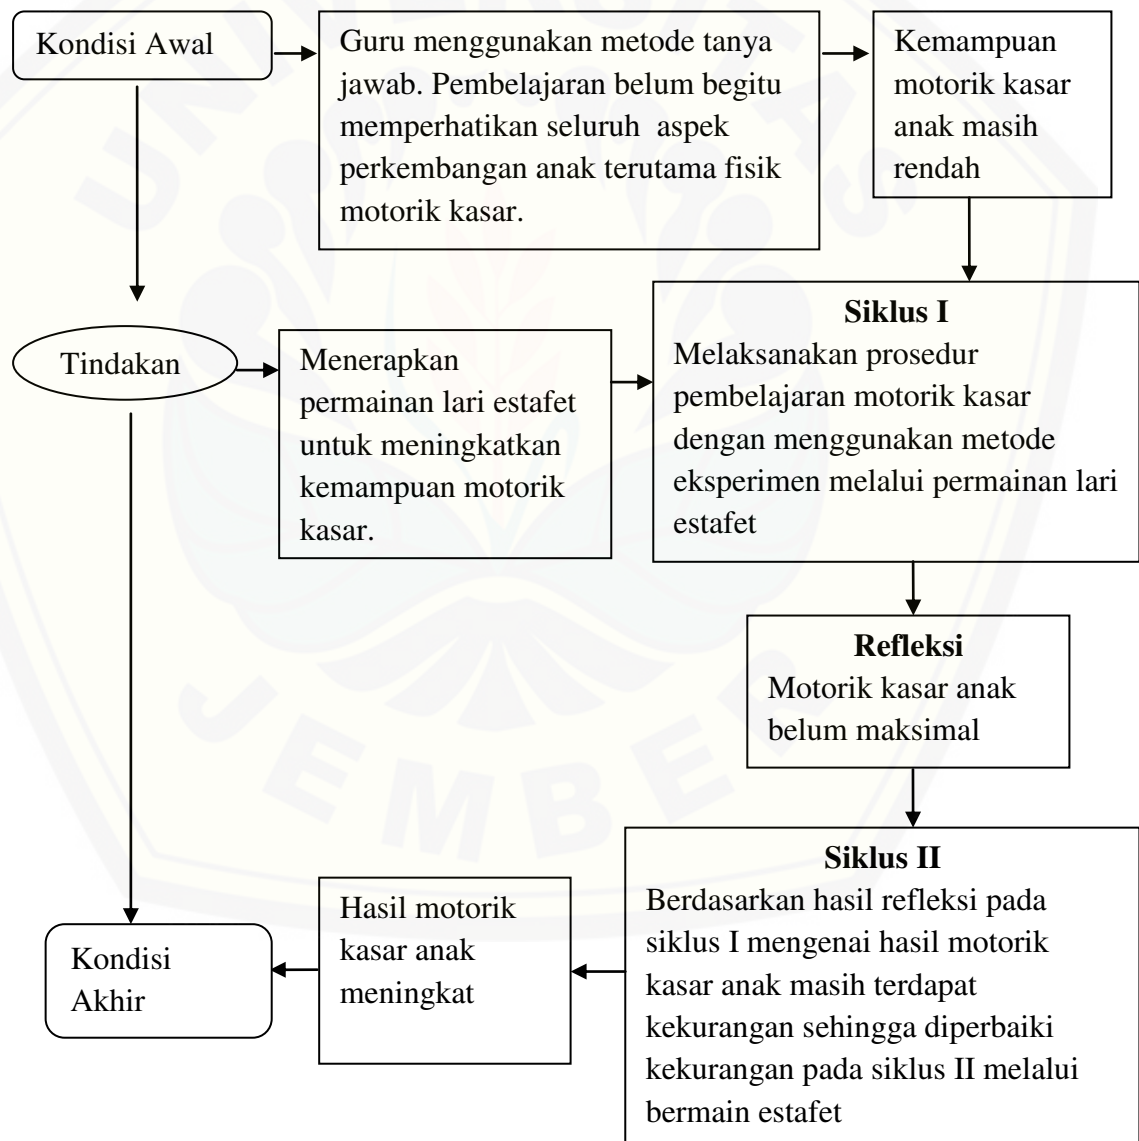 Kondisi Awal
Guru menggunakan metode tanya
jawab. Pembelajaran belum begitu
memperhatikan seluruh aspek
perkembangan anak terutama fisik
motorik kasar.
Kemampuan
motorik kasar
anak masih
rendah
Tindakan
Menerapkan
permainan lari estafet
untuk meningkatkan
kemampuan motorik
kasar.
Siklus I
Melaksanakan prosedur
pembelajaran motorik kasar
dengan menggunakan metode
eksperimen melalui permainan lari
estafet
Refleksi
Motorik kasar anak
belum maksimal
Siklus II
Berdasarkan hasil refleksi pada
siklus I mengenai hasil motorik
kasar anak masih terdapat
kekurangan sehingga diperbaiki
kekurangan pada siklus II melalui
bermain estafet
Hasil motorik
kasar anak
meningkat
Kondisi
Akhir
UNIVERSITAS
JEMBER